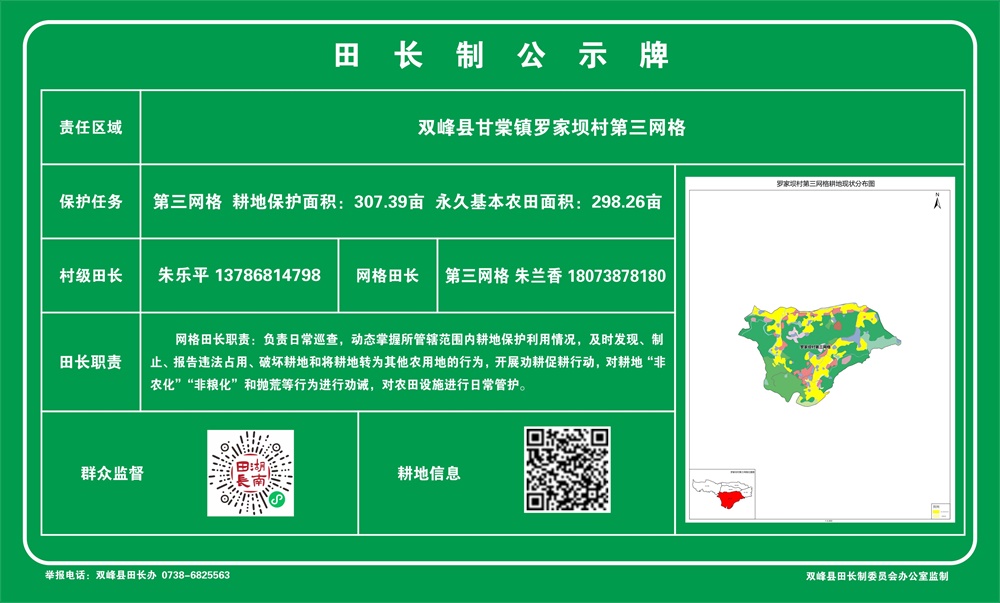 田长制公示牌
责任区域
双峰县甘棠镇罗家坝村第三网格
保护任务
第三网格 耕地保护面积：307.39亩 永久基本农田面积：298.26亩
村级田长
朱乐平 13786814798
网格田长
第三网格 朱兰香 18073878180
田长职责
网格田长职责：负责日常巡查，动态掌握所管辖范围内耕地保护利用情况，及时发现、制
止、报告违法占用、破坏耕地和将耕地转为其他农用地的行为，开展劝耕促耕行动，对耕地“非
农化”“非粮化”和抛荒等行为进行劝诫，对农田设施进行日常管护。
罗家坝村第三网格耕地现状分布图
N
罗家坝村第三网格
群众监督
田长
湖南
耕地信息
举报电话：双峰县田长办 0738-6825563
双峰县田长制委员会办公室监制